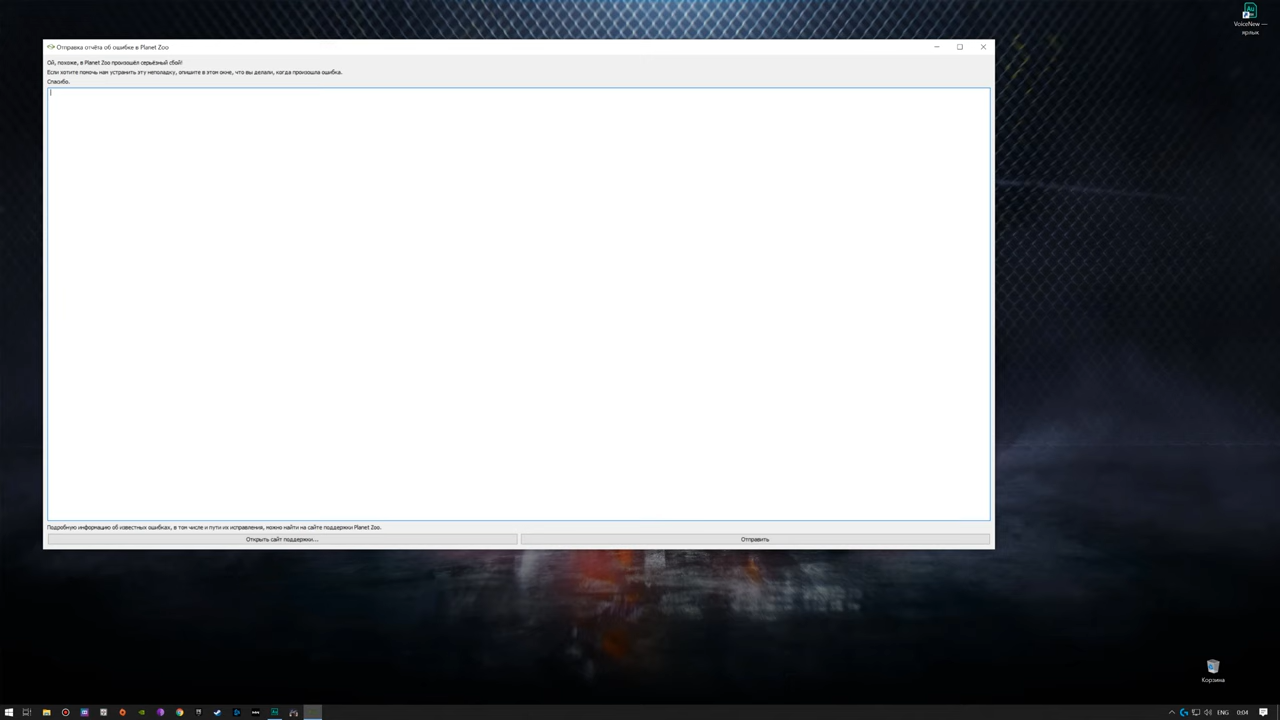 VoiceNew —
ярлык
Отправка отчёта об ошибке в Planet Zoo
Ой, похоже, в Planet Zoo произошёл серьёзный сбой!
Если хотите помочь нам устранить эту неполадку, опишите в этом окне, что вы делали, когда произошла ошибка.
Спасибо.
Подробную информацию об известных ошибках, в том числе и пути их исправления, можно найти на сайте поддержки Planet Zoo.
Открыть сайт поддержки...
Отправить
Корзина
ENG
0:04